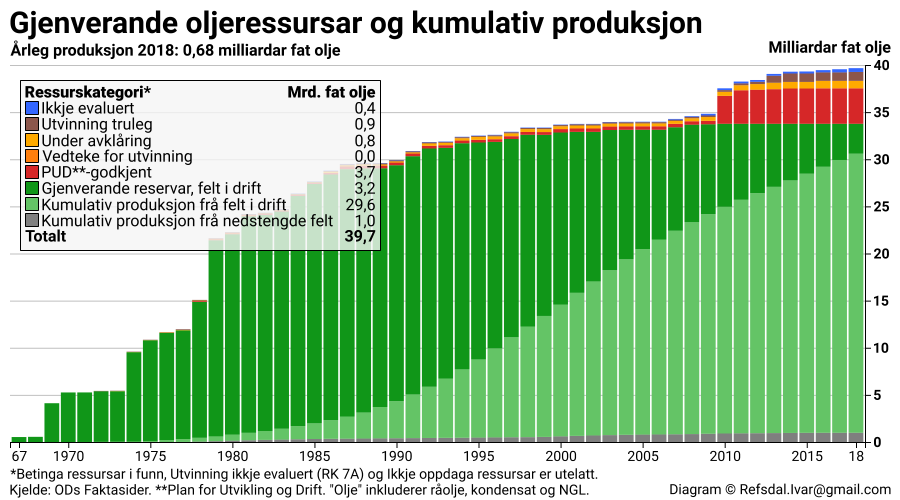 Gjenverande oljeressursar og kumulativ produksjon
Årleg produksjon 2018: 0,68 milliardar fat olje
Milliardar fat olje
Ressurskategori* Mrd. fat olje
Ikkje evaluert 0,4
Utvinning truleg 0,9
Under avklåring 0,8
Vedteke for utvinning 0,0
PUD**-godkjent 3,7
Gjenverande reservar, felt i drift 3,2
Kumulativ produksjon frå felt i drift 29,6
Kumulativ produksjon frå nedstengde felt 1,0
Totalt 39,7
40
35
30
25
20
15
10
5
0
67 1970 1975 1980 1985 1990 1995 2000 2005 2010 2015 18
*Betinga ressursar i funn, Utvinning ikkje evaluert (RK 7A) og Ikkje oppdaga ressursar er utelatt.
Kjelde: ODs Faktasider. **Plan for Utvikling og Drift. "Olje" inkluderer råolje, kondensat og NGL.
Diagram © Refsdal.Ivar@gmail.com